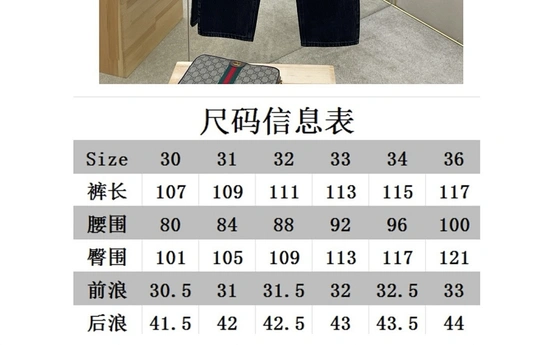 尺码信息表
Size 30 31 32 33 34 36
裤长 107 109 111 113 115 117
腰围 80 84 88 92 96 100
臀围 101 105 109 113 117 121
前浪 30.5 31 31.5 32 32.5 33
后浪 41.5 42 42.5 43 43.5 44